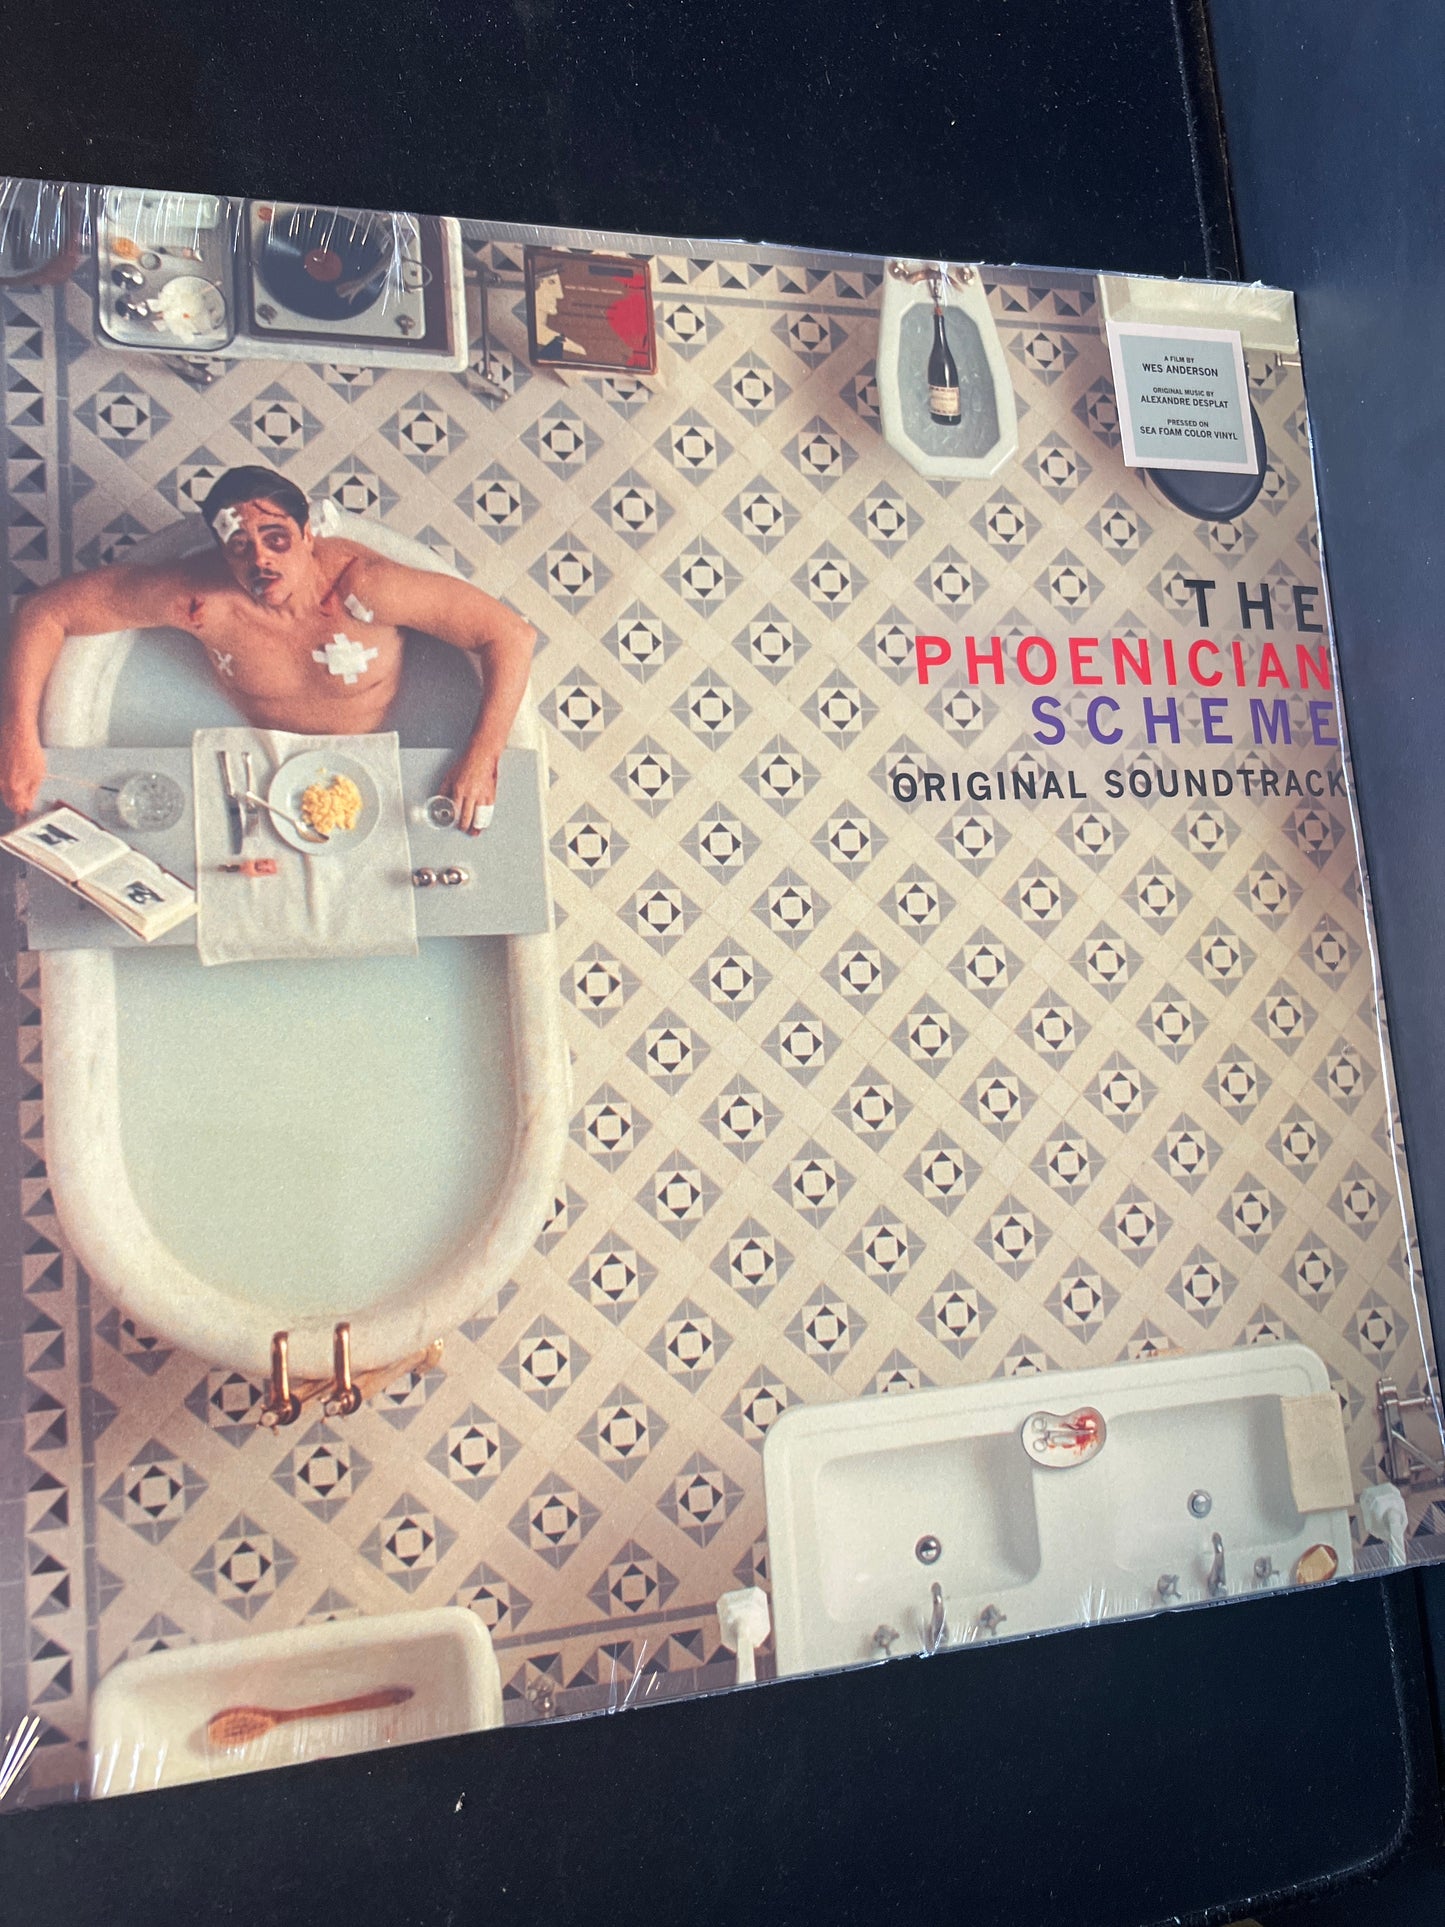 A FILM BY
WES ANDERSON
ORIGINAL MUSIC BY
ALEXANDRE DESPLAT
PRESSED ON
SEA FOAM COLOR VINYL
THE
PHOENICIAN
SCHEME
ORIGINAL SOUNDTRACK